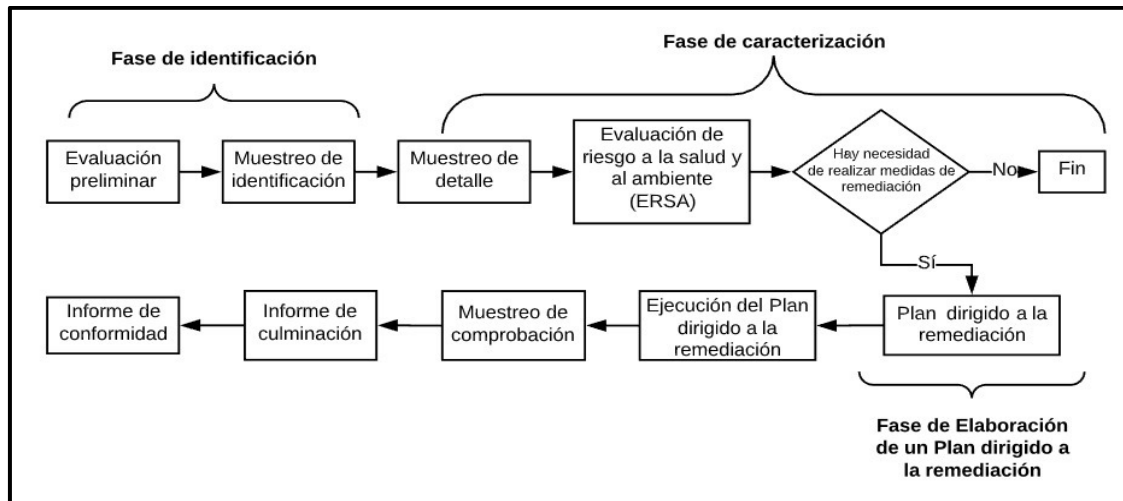 Fase de identificación
Fase de caracterización
Evaluación
preliminar
Muestreo de
identificación
Muestreo de
detalle
Evaluación de
riesgo a la salud y
al ambiente
(ERSA)
Hay necesidad
de realizar medidas de
remediación
No
Fin
Sí
Informe de
conformidad
Informe de
culminación
Muestreo de
comprobación
Ejecución del Plan
dirigido a la
remediación
Plan dirigido a la
remediación
Fase de Elaboración
de un Plan dirigido a
la remediación